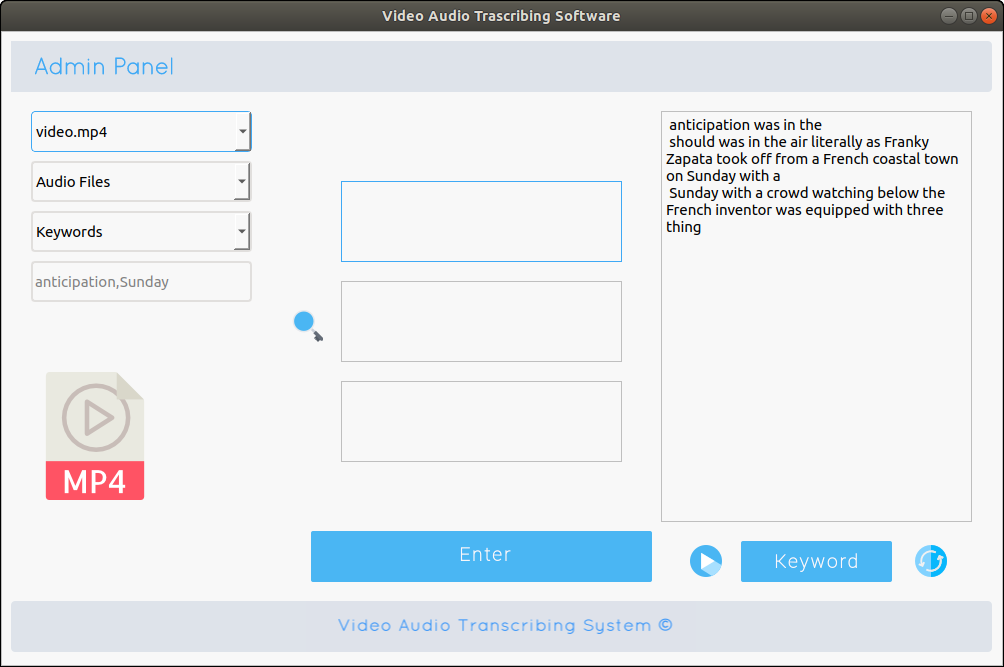 Video Audio Trascribing Software
Admin Panel
video.mp4
Audio Files
Keywords
anticipation,Sunday
MP4
anticipation was in the
should was in the air literally as Franky
Zapata took off from a French coastal town
on Sunday with a
Sunday with a crowd watching below the
French inventor was equipped with three
thing
Enter
Keyword
Video Audio Transcribing System ©